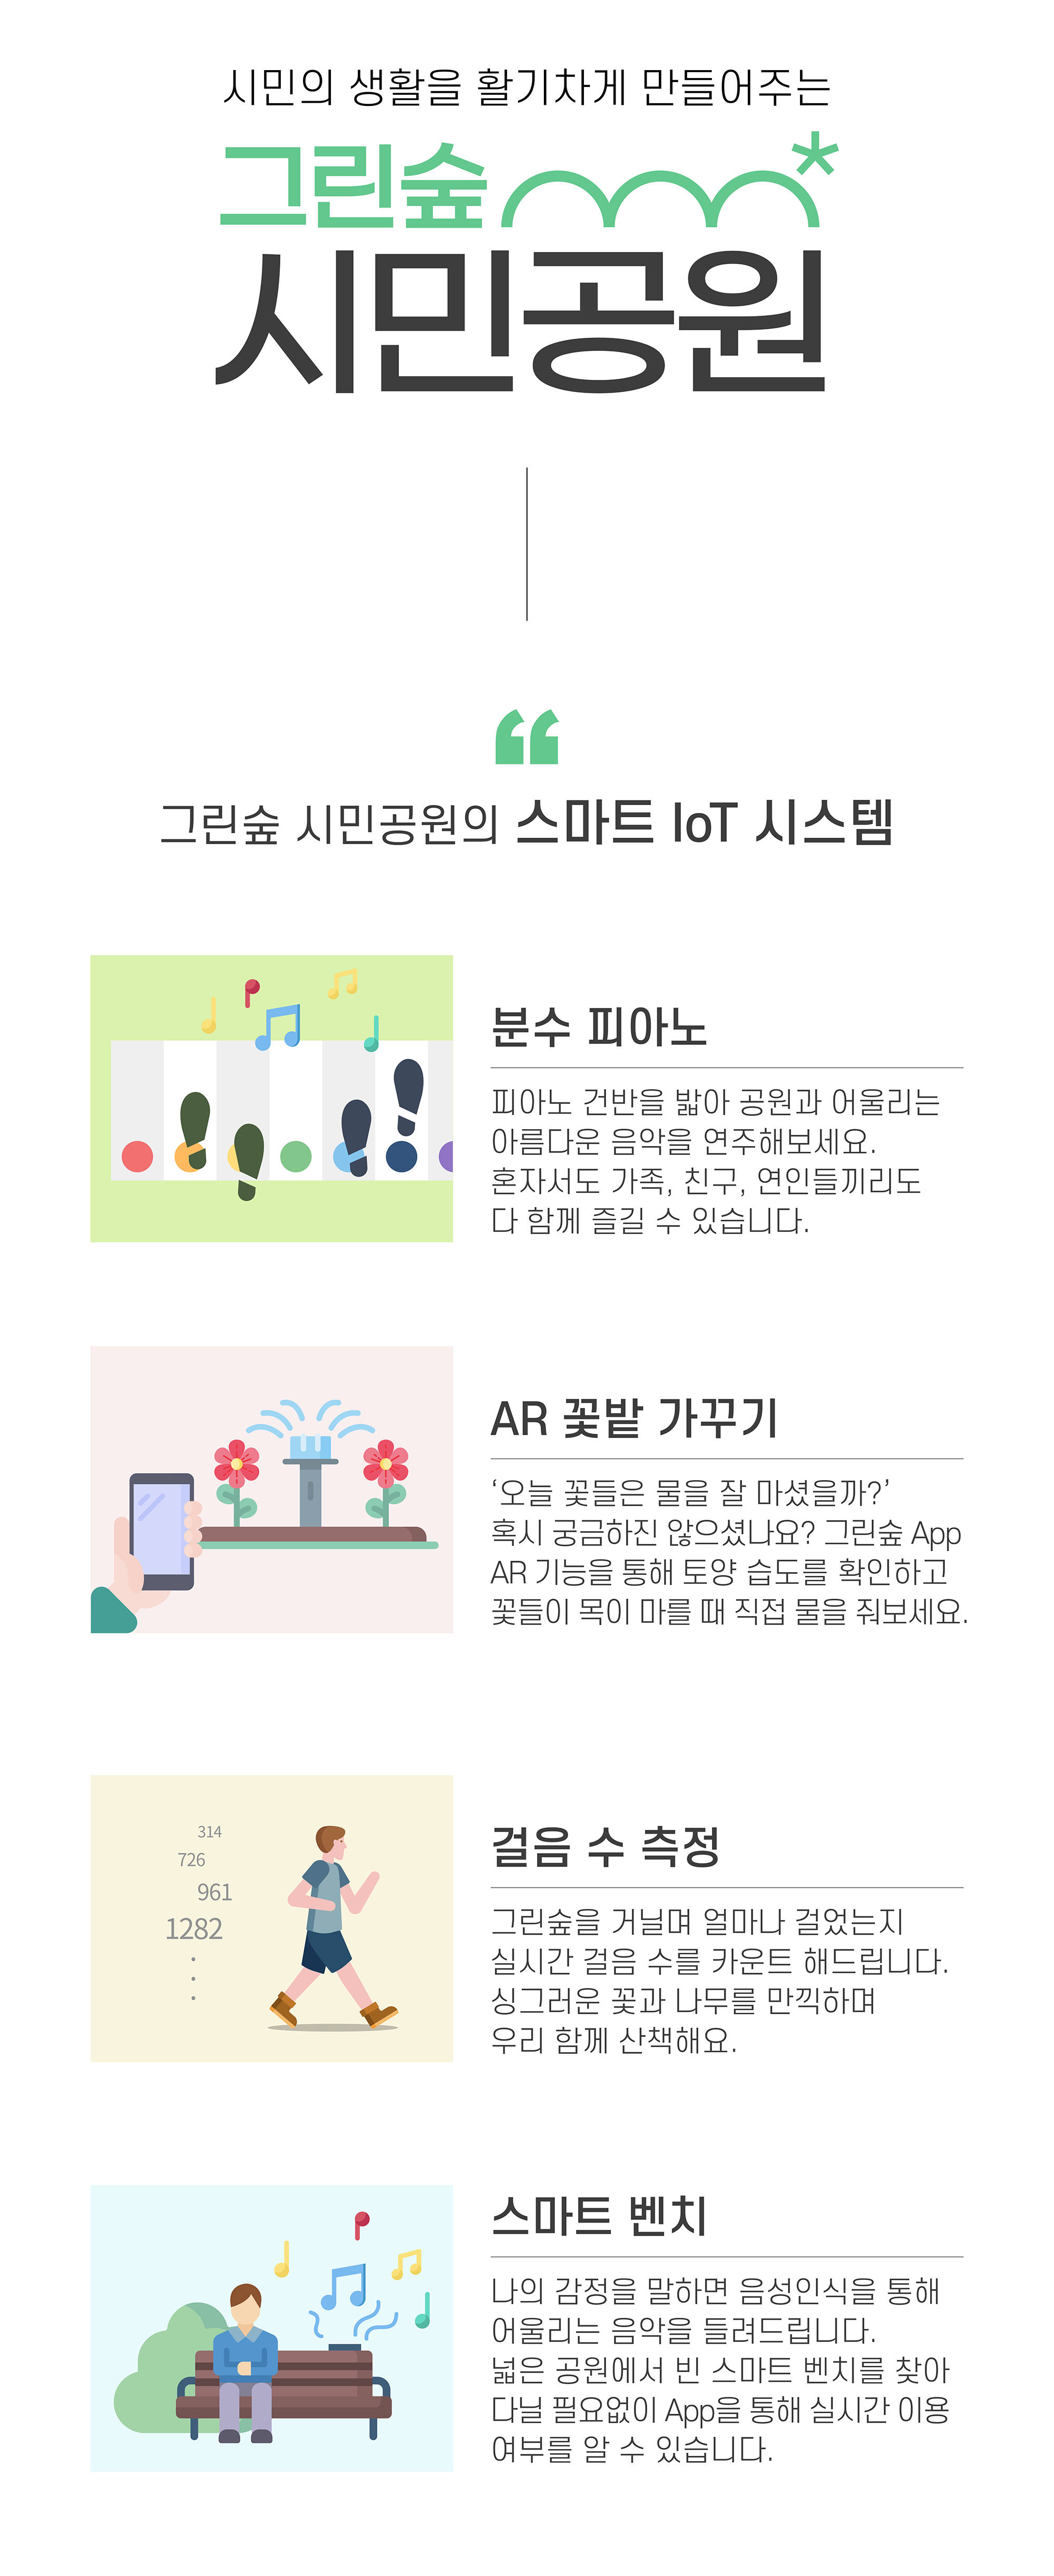 시민의 생활을 활기차게 만들어주는
그린숲
시민공원
“
그린숲 시민공원의 스마트 IoT 시스템
분수 피아노
피아노 건반을 밟아 공원과 어울리는
아름다운 음악을 연주해보세요.
혼자서도 가족, 친구, 연인들끼리도
다 함께 즐길 수 있습니다.
AR 꽃밭 가꾸기
‘오늘 꽃들은 물을 잘 마셨을까?’
혹시 궁금하진 않으셨나요? 그린숲 App
AR 기능을 통해 토양 습도를 확인하고
꽃들이 목이 마를 때 직접 물을 줘보세요.
314
726
961
1282
걸음 수 측정
그린숲을 거닐며 얼마나 걸었는지
실시간 걸음 수를 카운트 해드립니다.
싱그러운 꽃과 나무를 만끽하며
우리 함께 산책해요.
스마트 벤치
나의 감정을 말하면 음성인식을 통해
어울리는 음악을 들려드립니다.
넓은 공원에서 빈 스마트 벤치를 찾아
다닐 필요없이 App을 통해 실시간 이용
여부를 알 수 있습니다.